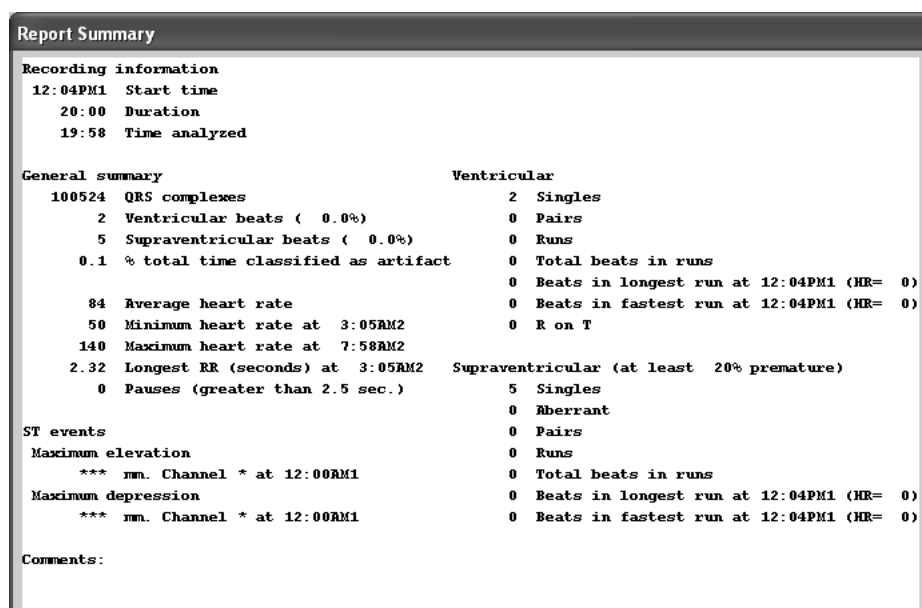 Report Summary
Recording information
12:04PM1 Start time
20:00 Duration
19:58 Time analyzed
General summary
100524 QRS complexes
2 Ventricular beats ( 0.0%)
5 Supraventricular beats ( 0.0%)
0.1 % total time classified as artifact
84 Average heart rate
50 Minimum heart rate at 3:05AM2
140 Maximum heart rate at 7:58AM2
2.32 Longest RR (seconds) at 3:05AM2
0 Pauses (greater than 2.5 sec.)
ST events
Maximum elevation
*** mm. Channel * at 12:00AM1
Maximum depression
*** mm. Channel * at 12:00AM1
Comments:
Ventricular
2 Singles
0 Pairs
0 Runs
0 Total beats in runs
0 Beats in longest run at 12:04PM1 (HR= 0)
0 Beats in fastest run at 12:04PM1 (HR= 0)
0 R on T
Supraventricular (at least 20% premature)
5 Singles
0 Aberrant
0 Pairs
0 Runs
0 Total beats in runs
0 Beats in longest run at 12:04PM1 (HR= 0)
0 Beats in fastest run at 12:04PM1 (HR= 0)